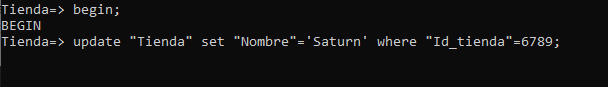 Tienda=> begin;
BEGIN
Tienda=> update "Tienda" set "Nombre"='Saturn' where "Id_tienda"=6789;